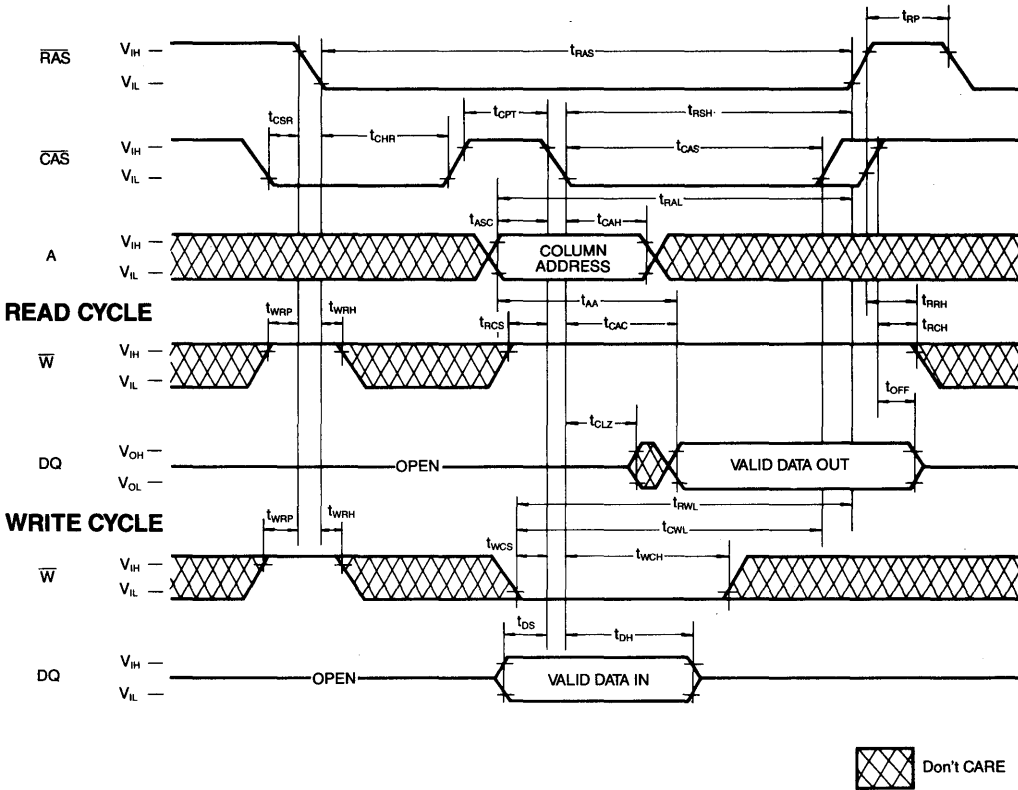 tRP
RAS
VIH
VIL
tRAS
tCSR
tCHR
tCPT
tRSH
CAS
VIH
VIL
tCAS
tRAL
tASC
tCAH
A
VIH
VIL
COLUMN
ADDRESS
tAA
READ CYCLE
tWRP
tWRH
tRCS
tCAC
tRRH
tRCH
W
VIH
VIL
tOFF
tCLZ
DQ
VOH
VOL
OPEN
VALID DATA OUT
tRWL
WRITE CYCLE
tWRP
tWRH
tCWL
tWCS
tWCH
W
VIH
VIL
tDS
tDH
DQ
VIH
VIL
OPEN
VALID DATA IN
Don't CARE